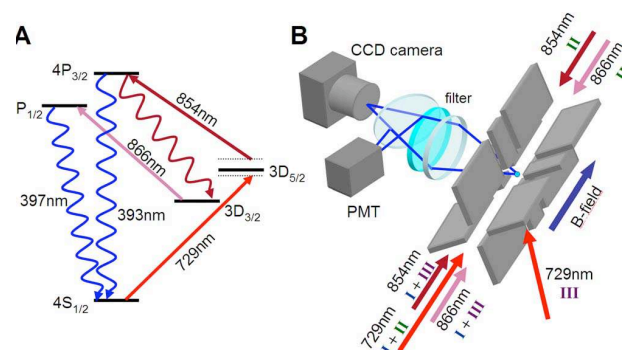 A
4P3/2
P1/2
854nm
866nm
3D5/2
3D3/2
397nm
393nm
729nm
4S1/2
B
CCD camera
filter
PMT
854nm
II
866nm
B-field
729nm
III
854nm
I + III
729nm
I + II
866nm
I + III